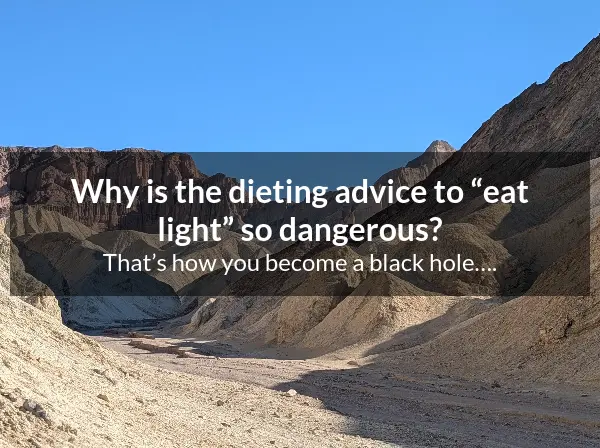 Why is the dieting advice to “eat
light” so dangerous?
That’s how you become a black hole....